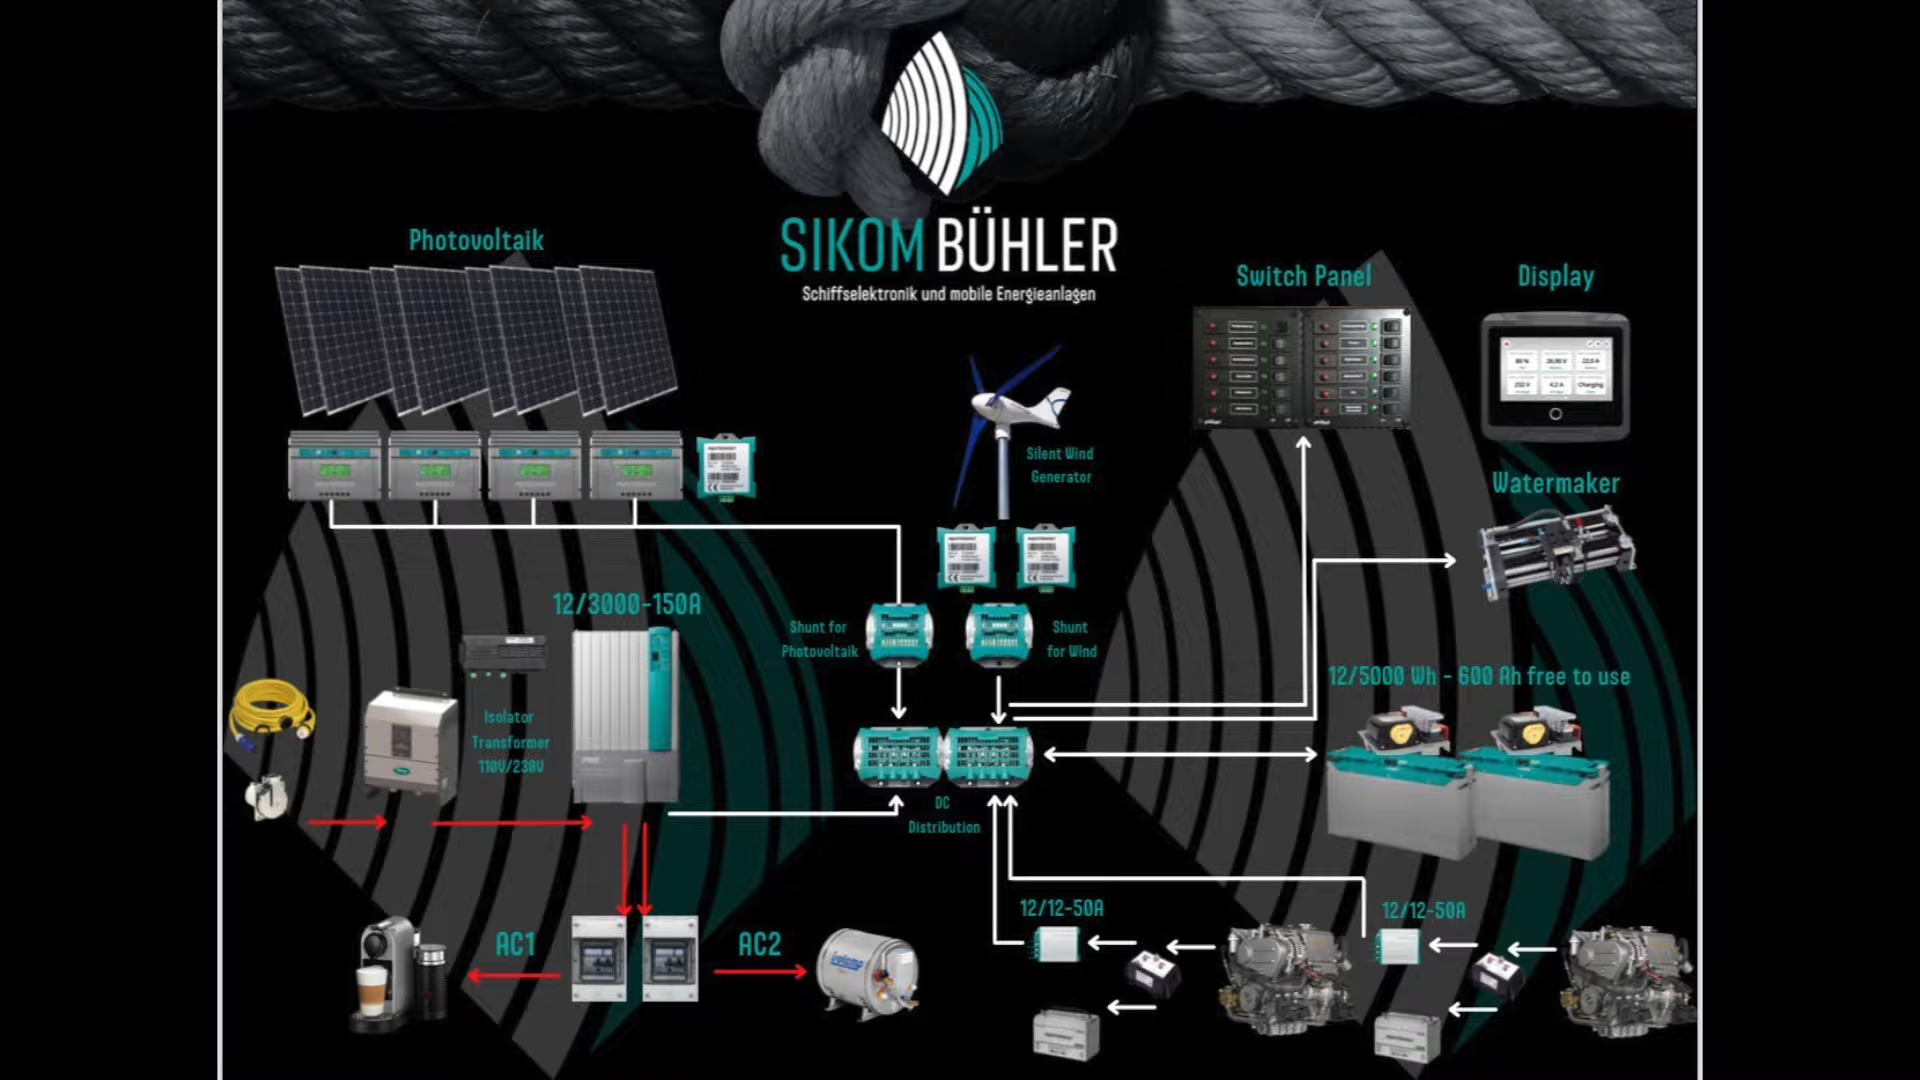 SIKOM BÜHLER
Schiffselektronik und mobile Energieanlagen
Photovoltaik
Switch Panel
Display
Silent Wind
Generator
Watermaker
12/3000-150A
Shunt for
Photovoltaik
Shunt
for Wind
12/5000 Wh - 600 Ah free to use
Isolator
Transformer
110V/230V
DC
Distribution
12/12-50A
12/12-50A
AC1
AC2